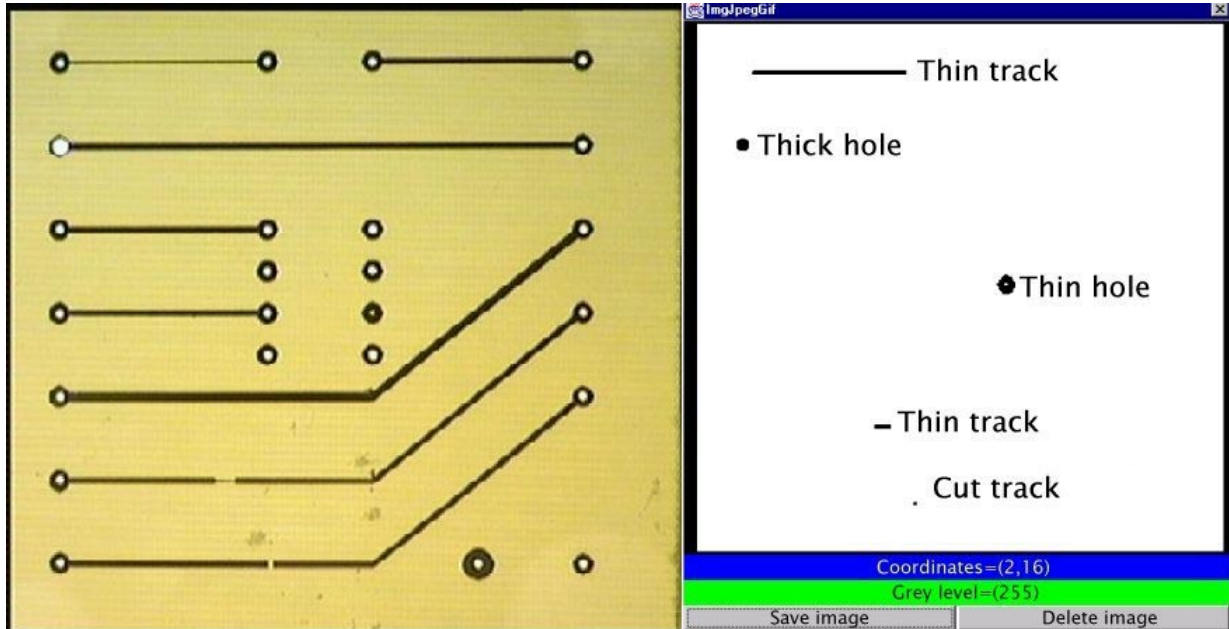 ImgJpegGif
Thin track
Thick hole
Thin hole
Thin track
Cut track
Coordinates=(2,16)
Grey level=(255)
Save image
Delete image